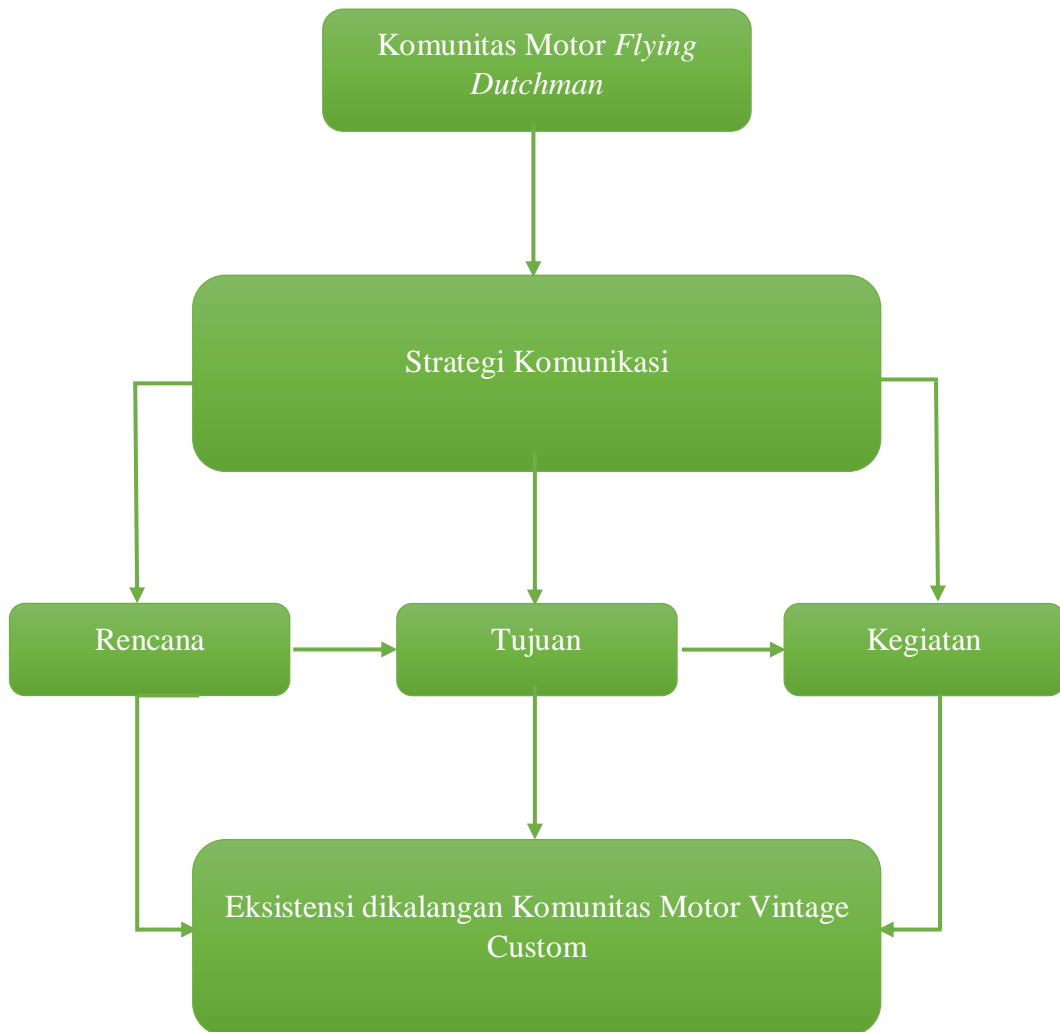 Komunitas Motor Flying
Dutchman
Strategi Komunikasi
Rencana
Tujuan
Kegiatan
Eksistensi dikalangan Komunitas Motor Vintage
Custom